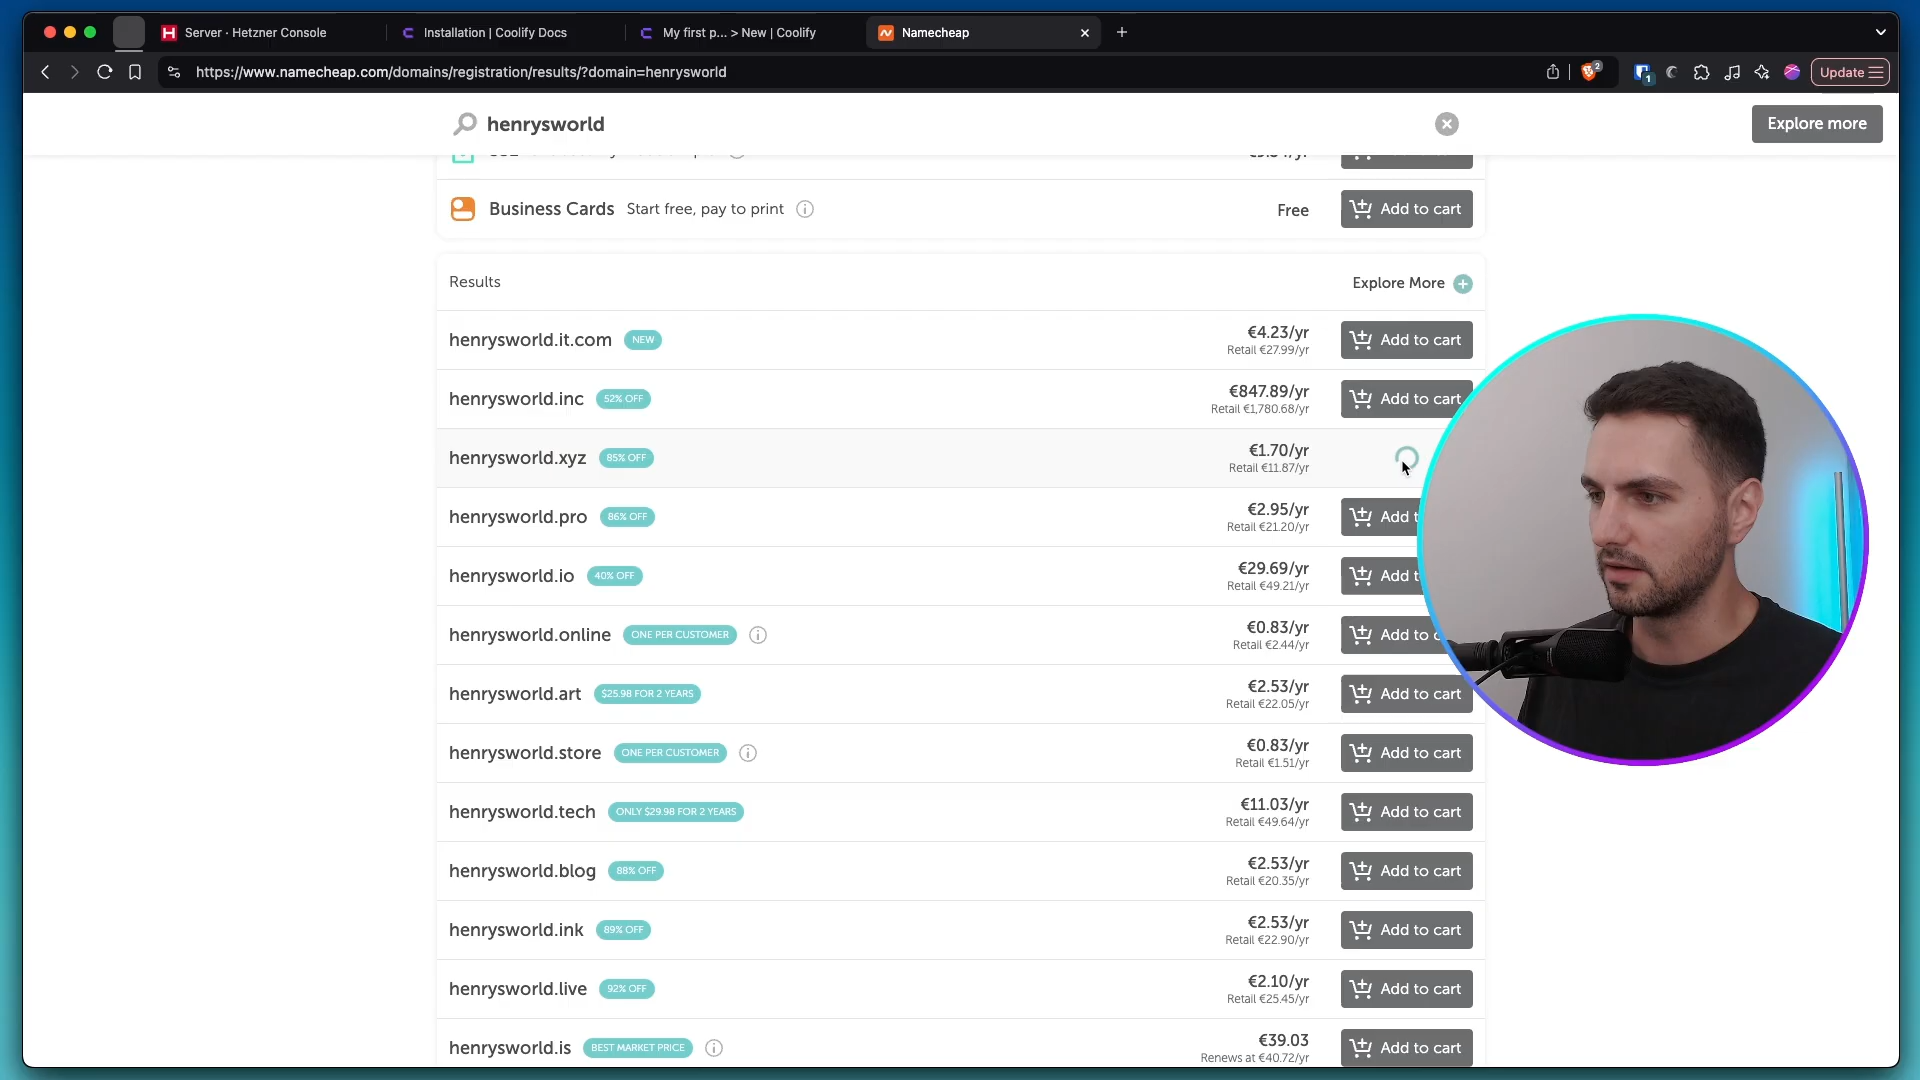 Server · Hetzner Console
Installation | Coolify Docs
My first p... > New | Coolify
Namecheap
https://www.namecheap.com/domains/registration/results/?domain=henrysworld
2
1
Update
henrysworld
Explore more
Business Cards Start free, pay to print
Free
Add to cart
Results
Explore More
henrysworld.it.com NEW
€4.23/yr
Retail €27.99/yr
Add to cart
henrysworld.inc 52% OFF
€847.89/yr
Retail €1,780.68/yr
Add to cart
henrysworld.xyz 85% OFF
€1.70/yr
Retail €11.87/yr
henrysworld.pro 86% OFF
€2.95/yr
Retail €21.20/yr
Add t
henrysworld.io 40% OFF
€29.69/yr
Retail €49.21/yr
Add t
henrysworld.online ONE PER CUSTOMER
€0.83/yr
Retail €2.44/yr
Add to c
henrysworld.art $25.98 FOR 2 YEARS
€2.53/yr
Retail €22.05/yr
Add to cart
henrysworld.store ONE PER CUSTOMER
€0.83/yr
Retail €1.51/yr
Add to cart
henrysworld.tech ONLY $29.98 FOR 2 YEARS
€11.03/yr
Retail €49.64/yr
Add to cart
henrysworld.blog 88% OFF
€2.53/yr
Retail €20.35/yr
Add to cart
henrysworld.ink 89% OFF
€2.53/yr
Retail €22.90/yr
Add to cart
henrysworld.live 92% OFF
€2.10/yr
Retail €25.45/yr
Add to cart
henrysworld.is BEST MARKET PRICE
€39.03
Renews at €40.72/yr
Add to cart